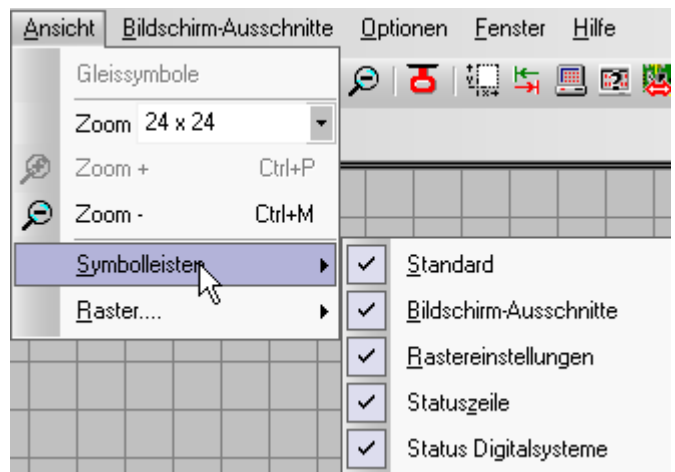 Ansicht Bildschirm-Ausschnitte Optionen Fenster Hilfe
Gleissymbole
Zoom 24 x 24
Zoom + Ctrl+P
Zoom - Ctrl+M
Symbolleisten
Raster....
Standard
Bildschirm-Ausschnitte
Rastereinstellungen
Statuszeile
Status Digitalsysteme